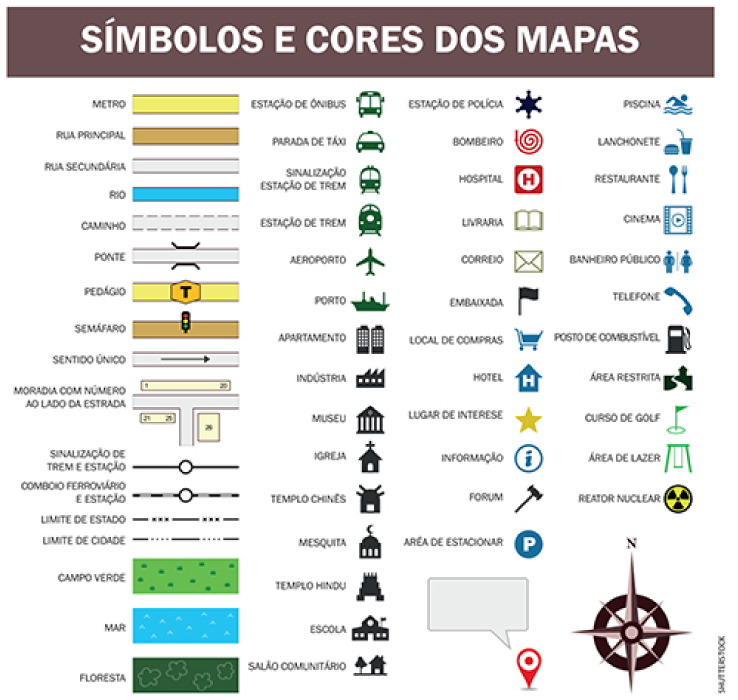 SÍMBOLOS E CORES DOS MAPAS
METRO
RUA PRINCIPAL
RUA SECUNDÁRIA
RIO
CAMINHO
PONTE
PEDÁGIO
T
SEMÁFARO
SENTIDO ÚNICO
MORADIA COM NÚMERO
AO LADO DA ESTRADA
1 20
21 25
26
SINALIZAÇÃO DE
TREM E ESTAÇÃO
COMBOIO FERROVIÁRIO
E ESTAÇÃO
LIMITE DE ESTADO
LIMITE DE CIDADE
CAMPO VERDE
MAR
FLORESTA
ESTAÇÃO DE ÔNIBUS
PARADA DE TÁXI
SINALIZAÇÃO
ESTAÇÃO DE TREM
ESTAÇÃO DE TREM
AEROPORTO
PORTO
APARTAMENTO
INDÚSTRIA
MUSEU
IGREJA
TEMPLO CHINÊS
MESQUITA
TEMPLO HINDU
ESCOLA
SALÃO COMUNITÁRIO
ESTAÇÃO DE POLÍCIA
BOMBEIRO
HOSPITAL
H
LIVRARIA
CORREIO
EMBAIXADA
LOCAL DE COMPRAS
HOTEL
H
LUGAR DE INTERESE
INFORMAÇÃO
i
FORUM
ARÉA DE ESTACIONAR
P
PISCINA
LANCHONETE
RESTAURANTE
CINEMA
BANHEIRO PÚBLICO
TELEFONE
POSTO DE COMBUSTÍVEL
ÁREA RESTRITA
CURSO DE GOLF
ÁREA DE LAZER
REATOR NUCLEAR
N
SHUTTERSTOCK